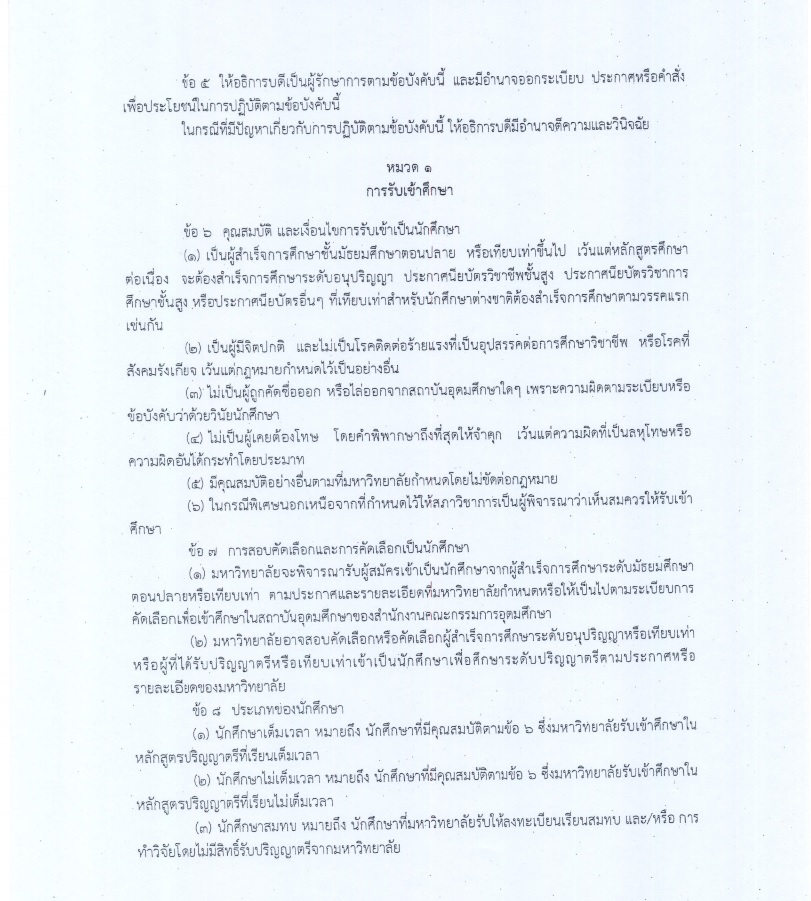 ข้อ ๕ ให้อธิการบดีเป็นผู้รักษาการตามข้อบังคับนี้ และมีอำนาจออกระเบียบ ประกาศหรือคำสั่ง
เพื่อประโยชน์ในการปฏิบัติตามข้อบังคับนี้
ในกรณีที่มีปัญหาเกี่ยวกับการปฏิบัติตามข้อบังคับนี้ ให้อธิการบดีมีอำนาจตีความและวินิจฉัย
หมวด ๑
การรับเข้าศึกษา
ข้อ ๖ คุณสมบัติ และเงื่อนไขการรับเข้าเป็นนักศึกษา
(๑) เป็นผู้สำเร็จการศึกษาชั้นมัธยมศึกษาตอนปลาย หรือเทียบเท่าขึ้นไป เว้นแต่หลักสูตรศึกษา
ต่อเนื่อง จะต้องสำเร็จการศึกษาระดับอนุปริญญา ประกาศนียบัตรวิชาชีพชั้นสูง ประกาศนียบัตรวิชาการ
ศึกษาชั้นสูง หรือประกาศนียบัตรอื่นๆ ที่เทียบเท่าสำหรับนักศึกษาต่างชาติต้องสำเร็จการศึกษาตามวรรคแรก
เช่นกัน
(๒) เป็นผู้มีจิตปกติ และไม่เป็นโรคติดต่อร้ายแรงที่เป็นอุปสรรคต่อการศึกษาวิชาชีพ หรือโรคที่
สังคมรังเกียจ เว้นแต่กฎหมายกำหนดไว้เป็นอย่างอื่น
(๓) ไม่เป็นผู้ถูกคัดชื่อออก หรือไล่ออกจากสถาบันอุดมศึกษาใดๆ เพราะความผิดตามระเบียบหรือ
ข้อบังคับว่าด้วยวินัยนักศึกษา
(๔) ไม่เป็นผู้เคยต้องโทษ โดยคำพิพากษาถึงที่สุดให้จำคุก เว้นแต่ความผิดที่เป็นลหุโทษหรือ
ความผิดอันได้กระทำโดยประมาท
(๕) มีคุณสมบัติอย่างอื่นตามที่มหาวิทยาลัยกำหนดโดยไม่ขัดต่อกฎหมาย
(๖) ในกรณีพิเศษนอกเหนือจากที่กำหนดไว้ให้สภาวิชาการเป็นผู้พิจารณาว่าเห็นสมควรให้รับเข้า
ศึกษา
ข้อ ๗ การสอบคัดเลือกและการคัดเลือกเป็นนักศึกษา
(๑) มหาวิทยาลัยจะพิจารณารับผู้สมัครเข้าเป็นนักศึกษาจากผู้สำเร็จการศึกษาระดับมัธยมศึกษา
ตอนปลายหรือเทียบเท่า ตามประกาศและรายละเอียดที่มหาวิทยาลัยกำหนดหรือให้เป็นไปตามระเบียบการ
คัดเลือกเพื่อเข้าศึกษาในสถาบันอุดมศึกษาของสำนักงานคณะกรรมการอุดมศึกษา
(๒) มหาวิทยาลัยอาจสอบคัดเลือกหรือคัดเลือกผู้สำเร็จการศึกษาระดับอนุปริญญาหรือเทียบเท่า
หรือผู้ที่ได้รับปริญญาตรีหรือเทียบเท่าเข้าเป็นนักศึกษาเพื่อศึกษาระดับปริญญาตรีตามประกาศหรือ
รายละเอียดของมหาวิทยาลัย
ข้อ ๘ ประเภทของนักศึกษา
(๑) นักศึกษาเต็มเวลา หมายถึง นักศึกษาที่มีคุณสมบัติตามข้อ ๖ ซึ่งมหาวิทยาลัยรับเข้าศึกษาใน
หลักสูตรปริญญาตรีที่เรียนเต็มเวลา
(๒) นักศึกษาไม่เต็มเวลา หมายถึง นักศึกษาที่มีคุณสมบัติตามข้อ ๖ ซึ่งมหาวิทยาลัยรับเข้าศึกษาใน
หลักสูตรปริญญาตรีที่เรียนไม่เต็มเวลา
(๓) นักศึกษาสมทบ หมายถึง นักศึกษาที่มหาวิทยาลัยรับให้ลงทะเบียนเรียนสมทบ และ/หรือ การ
ทำวิจัยโดยไม่มีสิทธิ์รับปริญญาตรีจากมหาวิทยาลัย